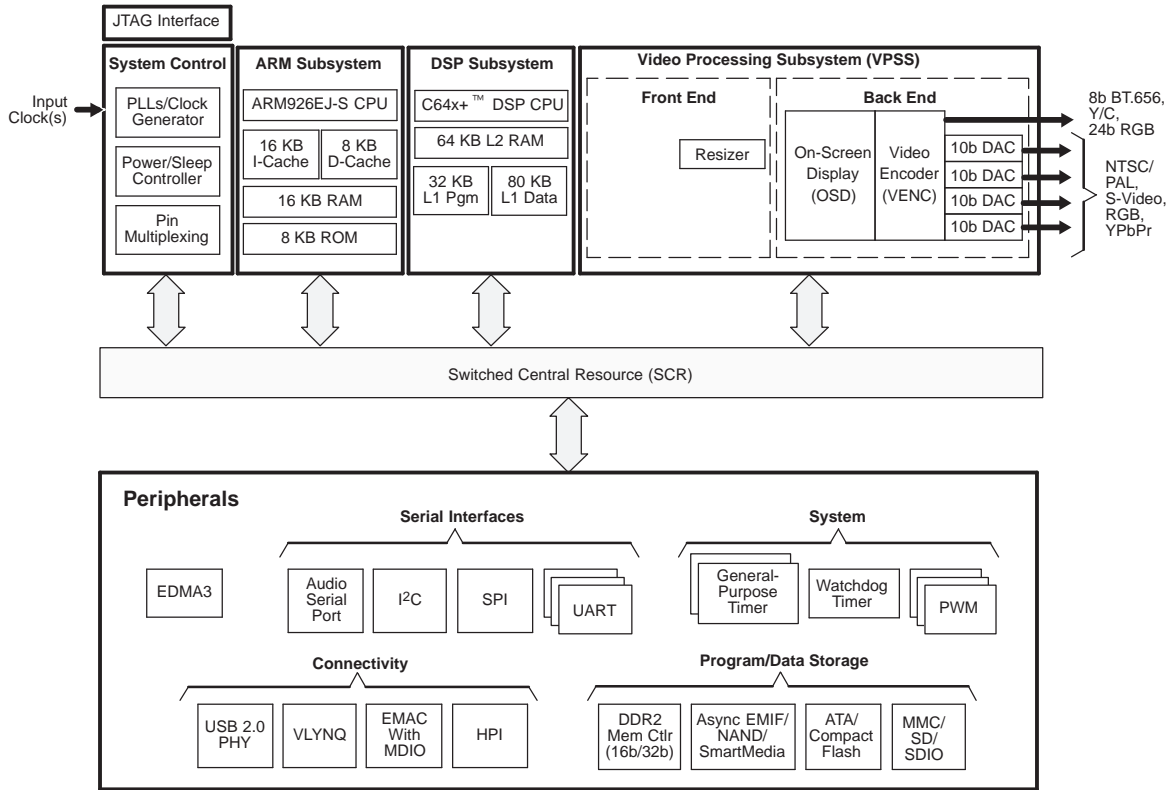 JTAG Interface
System Control
PLLs/Clock
Generator
Power/Sleep
Controller
Pin
Multiplexing
Input
Clock(s)
ARM Subsystem
ARM926EJ-S CPU
16 KB
I-Cache
8 KB
D-Cache
16 KB RAM
8 KB ROM
DSP Subsystem
C64x+™ DSP CPU
64 KB L2 RAM
32 KB
L1 Pgm
80 KB
L1 Data
Video Processing Subsystem (VPSS)
Front End
Resizer
Back End
On-Screen
Display
(OSD)
Video
Encoder
(VENC)
10b DAC
10b DAC
10b DAC
10b DAC
8b BT.656,
Y/C,
24b RGB
NTSC/
PAL,
S-Video,
RGB,
YPbPr
Switched Central Resource (SCR)
Peripherals
Serial Interfaces
System
EDMA3
Audio
Serial
Port
I²C
SPI
UART
General-
Purpose
Timer
Watchdog
Timer
PWM
Connectivity
Program/Data Storage
USB 2.0
PHY
VLYNQ
EMAC
With
MDIO
HPI
DDR2
Mem Ctlr
(16b/32b)
Async EMIF/
NAND/
SmartMedia
ATA/
Compact
Flash
MMC/
SD/
SDIO